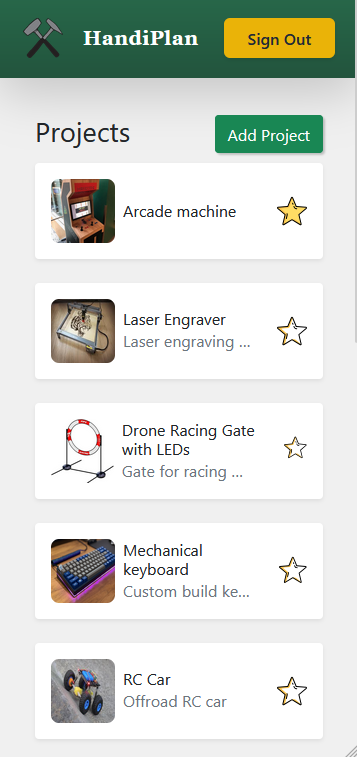 HandiPlan
Sign Out
Projects
Add Project
Arcade machine
Laser Engraver
Laser engraving ...
Drone Racing Gate
with LEDs
Gate for racing ...
Mechanical
keyboard
Custom build ke...
RC Car
Offroad RC car